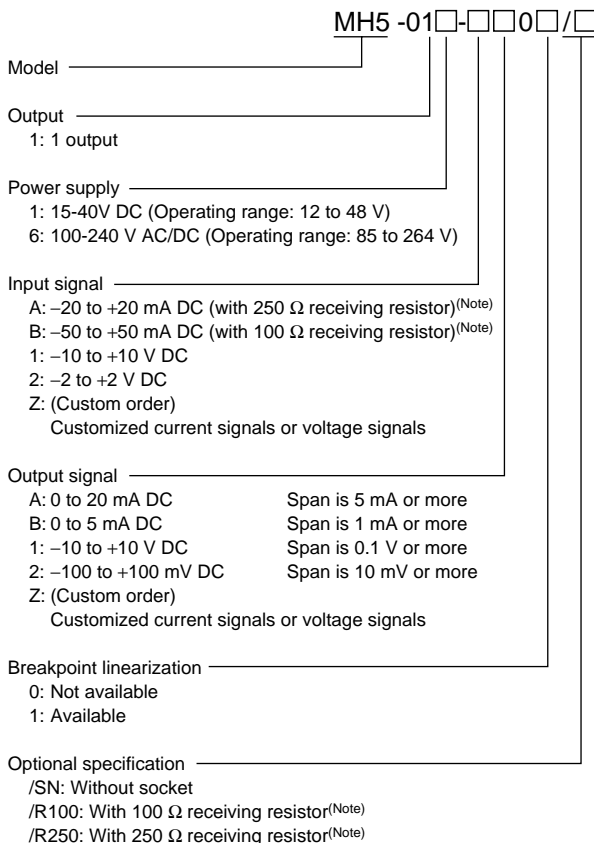 MH5 -01□-□□0□/□
Model
Output
1: 1 output
Power supply
1: 15-40V DC (Operating range: 12 to 48 V)
6: 100-240 V AC/DC (Operating range: 85 to 264 V)
Input signal
A: −20 to +20 mA DC (with 250 Ω receiving resistor)(Note)
B: −50 to +50 mA DC (with 100 Ω receiving resistor)(Note)
1: −10 to +10 V DC
2: −2 to +2 V DC
Z: (Custom order)
Customized current signals or voltage signals
Output signal
A: 0 to 20 mA DC Span is 5 mA or more
B: 0 to 5 mA DC Span is 1 mA or more
1: −10 to +10 V DC Span is 0.1 V or more
2: −100 to +100 mV DC Span is 10 mV or more
Z: (Custom order)
Customized current signals or voltage signals
Breakpoint linearization
0: Not available
1: Available
Optional specification
/SN: Without socket
/R100: With 100 Ω receiving resistor(Note)
/R250: With 250 Ω receiving resistor(Note)